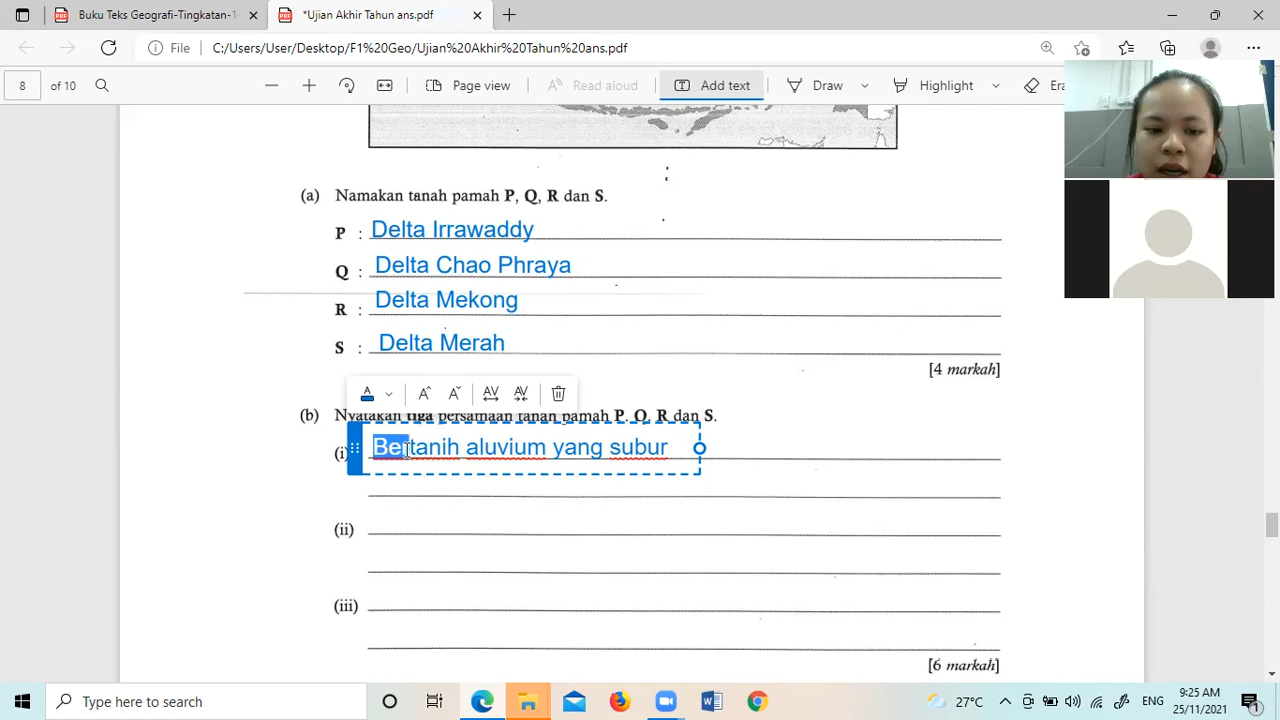 Buku Teks Geografi-Tingkatan-1
*Ujian Akhir Tahun ans.pdf
File
C:/Users/User/Desktop/F1%20Geo/Ujian%20Akhir%20Tahun%20ans.pdf
8 of 10
Page view
Read aloud
Add text
Draw
Highlight
Era
(a) Namakan tanah pamah P, Q, R dan S.
P : Delta Irrawaddy
Q : Delta Chao Phraya
R : Delta Mekong
S : Delta Merah
[4 markah]
(b) Nyatakan tiga persamaan tanah pamah P, Q, R dan S.
(i) Bertanih aluvium yang subur
(ii)
(iii)
[6 markah]
Type here to search
27°C
ENG
9:25 AM
25/11/2021